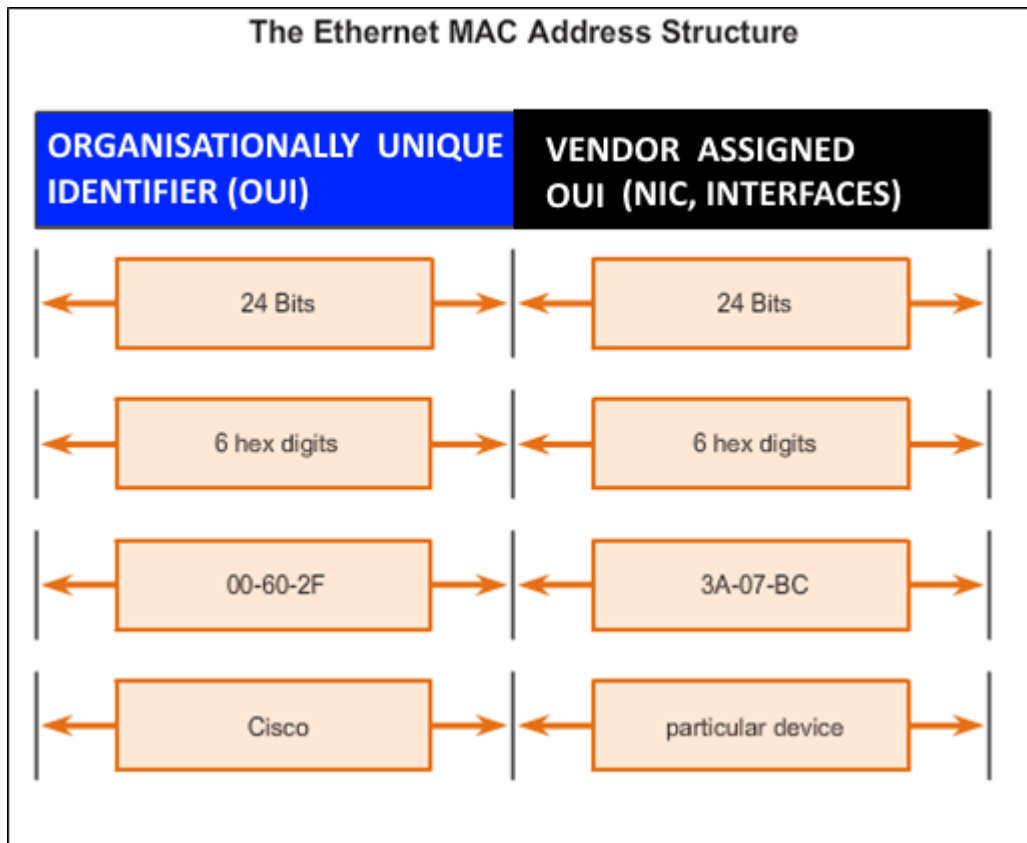 The Ethernet MAC Address Structure
ORGANISATIONALLY UNIQUE
IDENTIFIER (OUI)
VENDOR ASSIGNED
OUI (NIC, INTERFACES)
24 Bits
24 Bits
6 hex digits
6 hex digits
00-60-2F
3A-07-BC
Cisco
particular device